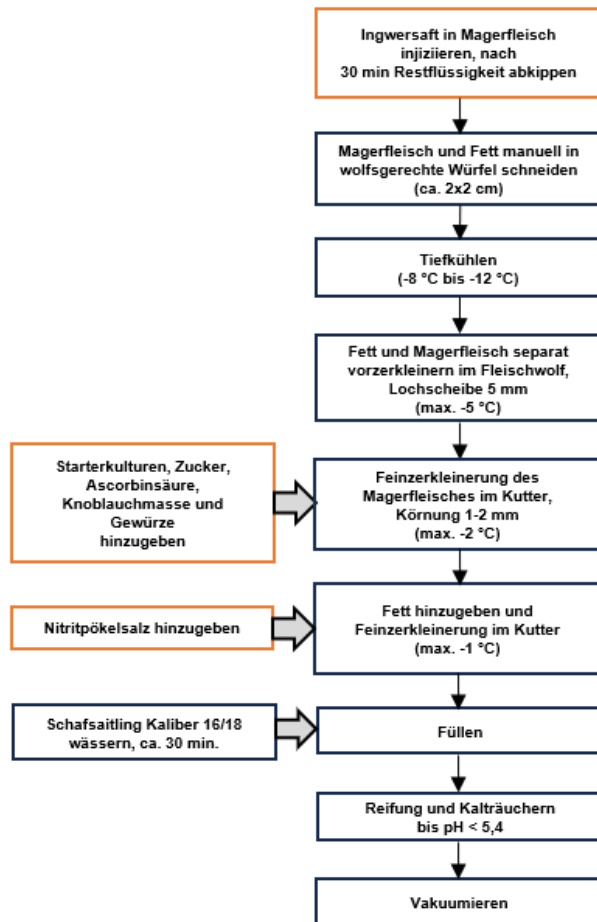 Ingwersaft in Magerfleisch
injiziieren, nach
30 min Restflüssigkeit abkippen
Magerfleisch und Fett manuell in
wolfsgerechte Würfel schneiden
(ca. 2x2 cm)
Tiefkühlen
(-8 °C bis -12 °C)
Fett und Magerfleisch separat
vorzerkleinern im Fleischwolf,
Lochscheibe 5 mm
(max. -5 °C)
Starterkulturen, Zucker,
Ascorbinsäure,
Knoblauchmasse und
Gewürze
hinzugeben
Feinzerkleinerung des
Magerfleisches im Kutter,
Körnung 1-2 mm
(max. -2 °C)
Nitritpökelsalz hinzugeben
Fett hinzugeben und
Feinzerkleinerung im Kutter
(max. -1 °C)
Schafsaitling Kaliber 16/18
wässern, ca. 30 min.
Füllen
Reifung und Kalträuchern
bis pH < 5,4
Vakuumieren